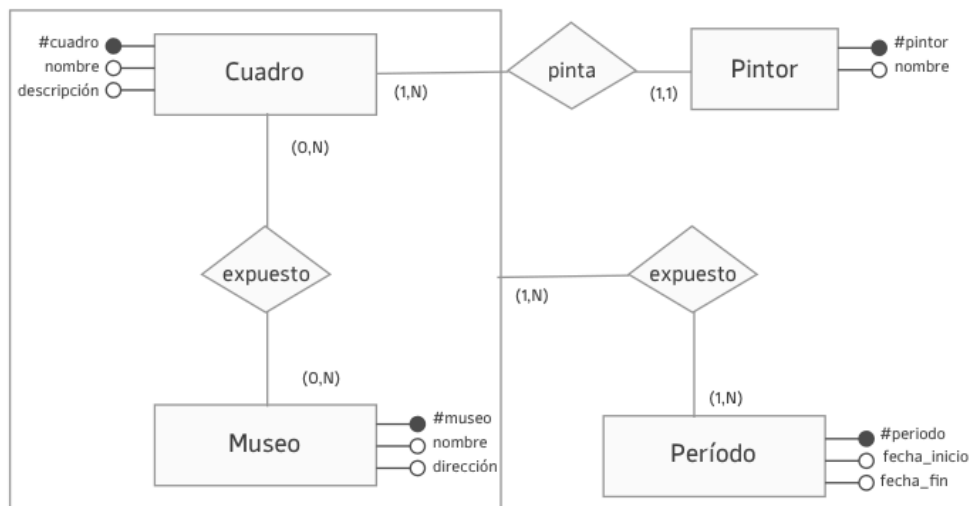 #cuadro
nombre
descripción
Cuadro
(1,N)
pinta
(1,1)
Pintor
#pintor
nombre
(0,N)
expuesto
(1,N)
expuesto
(0,N)
(1,N)
Museo
#museo
nombre
dirección
Período
#periodo
fecha_inicio
fecha_fin